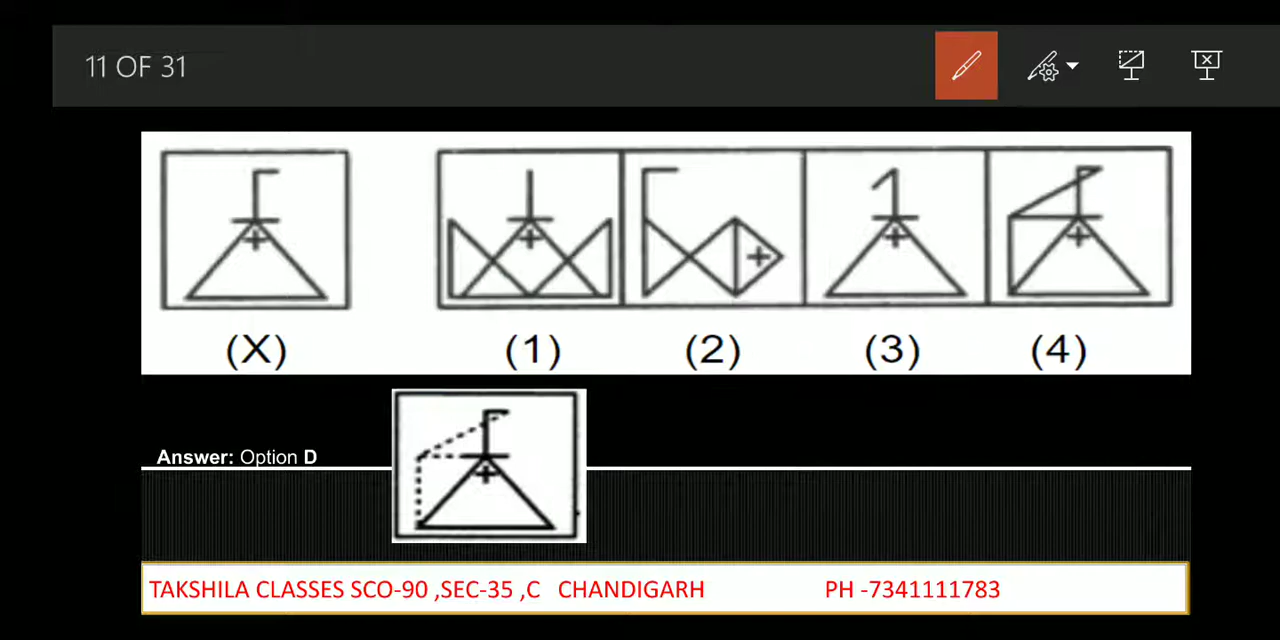 11 OF 31
(X) (1) (2) (3) (4)
Answer: Option D
TAKSHILA CLASSES SCO-90 ,SEC-35 ,C CHANDIGARH PH -7341111783